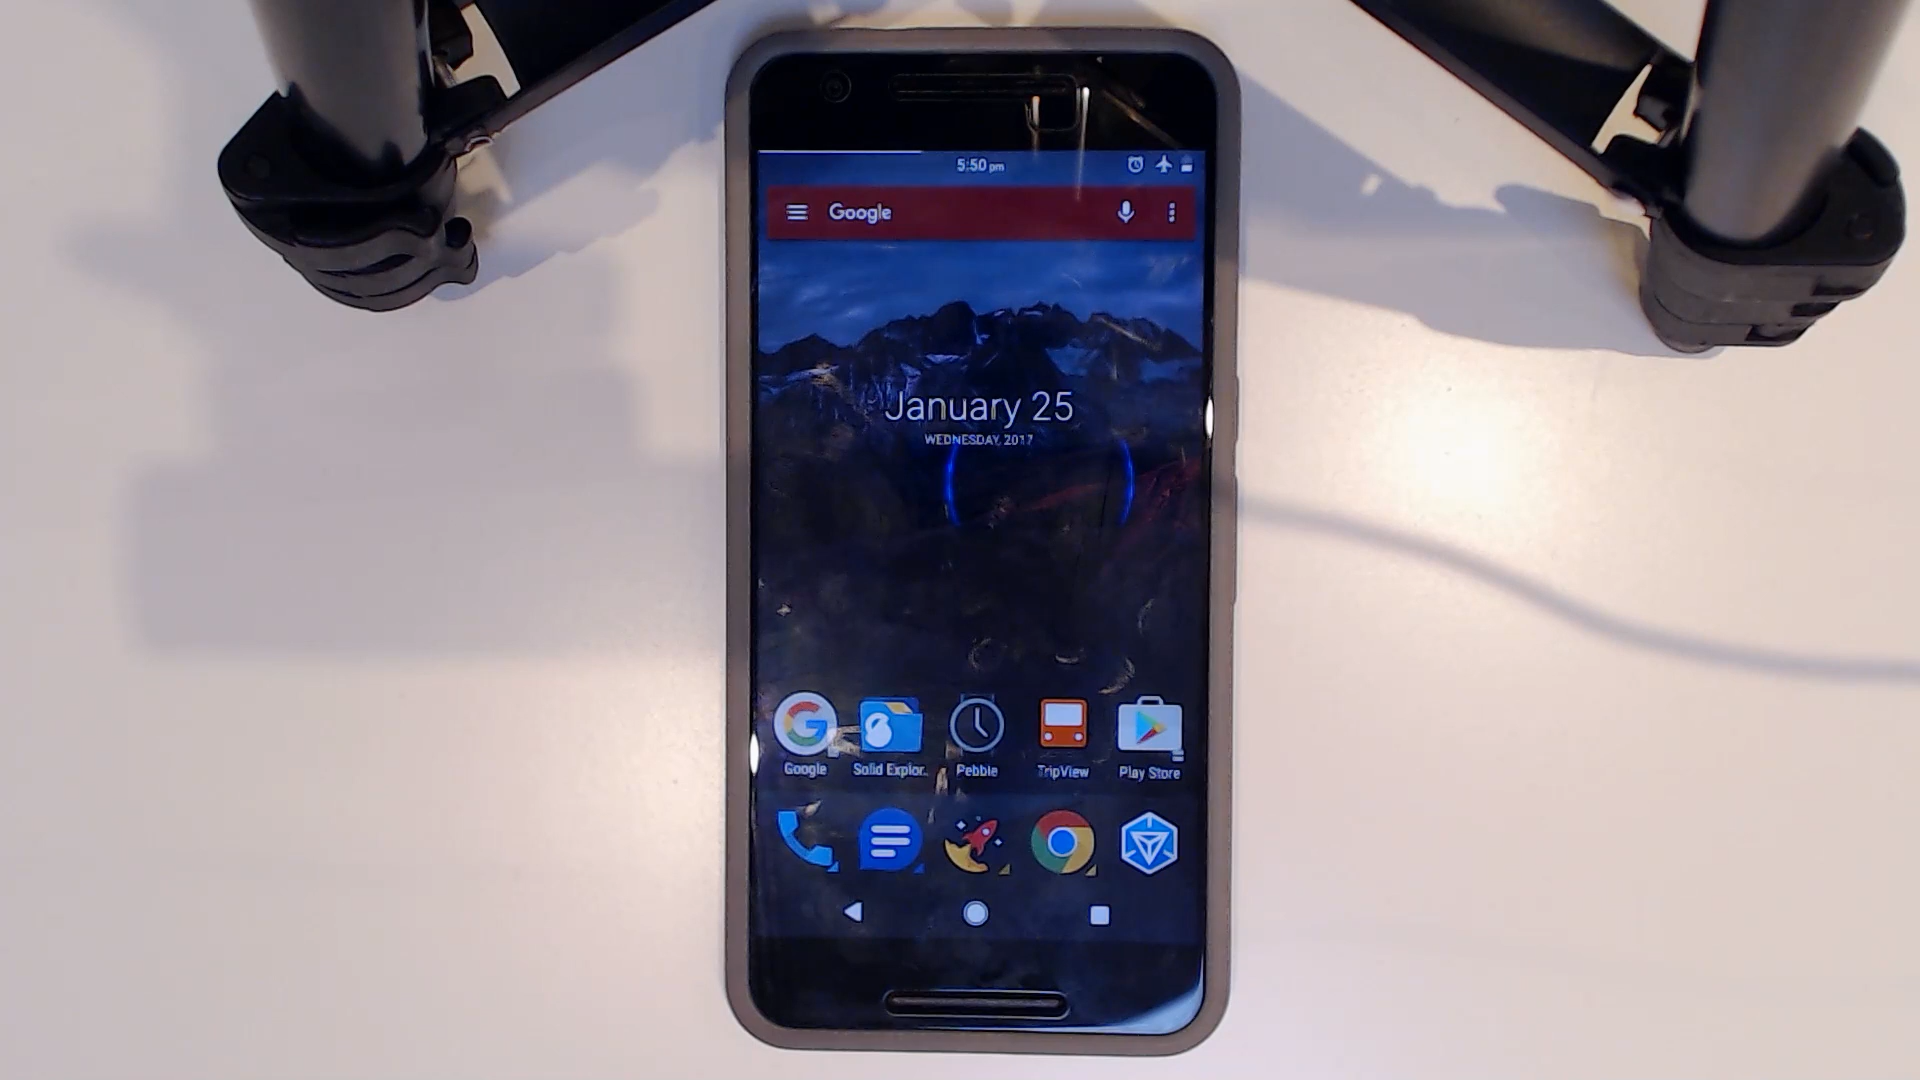 5:50 pm
Google
January 25
WEDNESDAY, 2017
Google
Solid Explor.
Pebble
TripView
Play Store